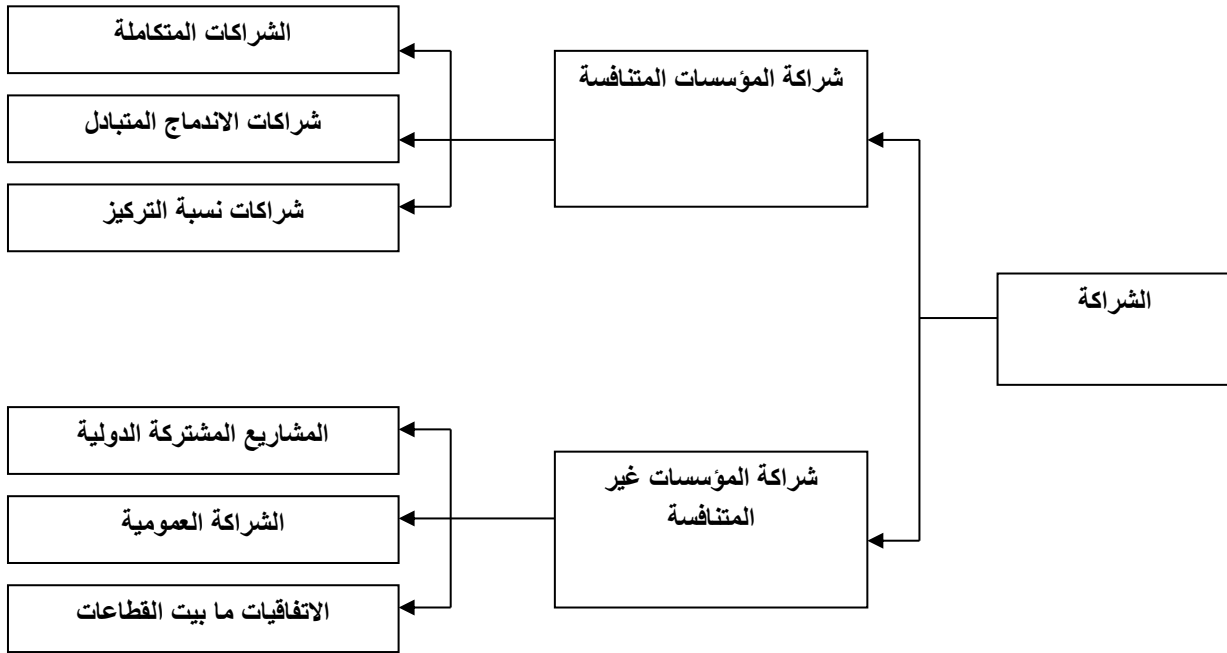 الشراكة
شراكة المؤسسات المتنافسة
الشراكات المتكاملة
شراكات الاندماج المتبادل
شراكات نسبة التركيز
شراكة المؤسسات غير
المتنافسة
المشاريع المشتركة الدولية
الشراكة العمومية
الاتفاقيات ما بيت القطاعات